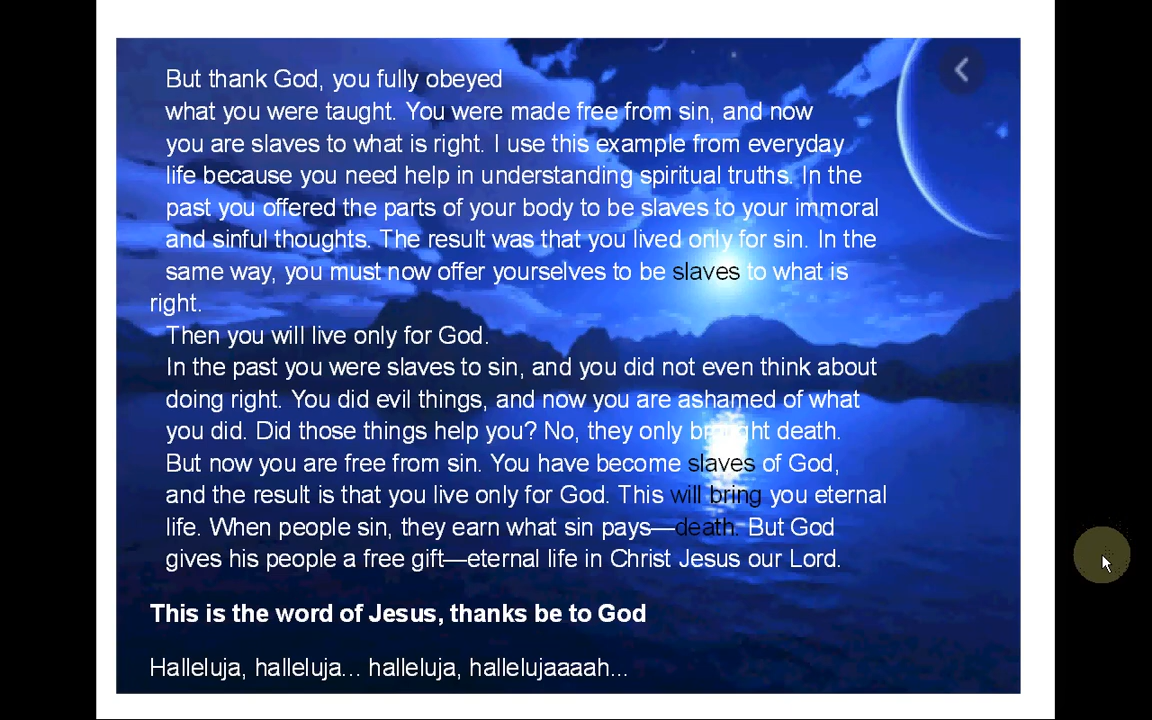 But thank God, you fully obeyed
what you were taught. You were made free from sin, and now
you are slaves to what is right. I use this example from everyday
life because you need help in understanding spiritual truths. In the
past you offered the parts of your body to be slaves to your immoral
and sinful thoughts. The result was that you lived only for sin. In the
same way, you must now offer yourselves to be slaves to what is
right.
Then you will live only for God.
In the past you were slaves to sin, and you did not even think about
doing right. You did evil things, and now you are ashamed of what
you did. Did those things help you? No, they only brought death.
But now you are free from sin. You have become slaves of God,
and the result is that you live only for God. This will bring you eternal
life. When people sin, they earn what sin pays—death. But God
gives his people a free gift—eternal life in Christ Jesus our Lord.
This is the word of Jesus, thanks be to God
Halleluja, halleluja... halleluja, hallelujaaaah...